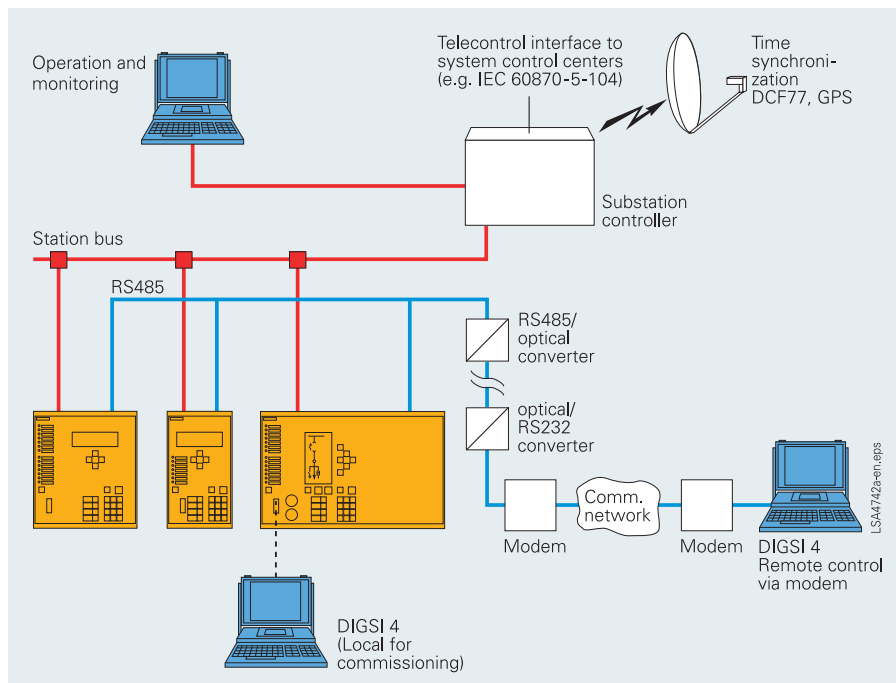 Operation and
monitoring
Telecontrol interface to
system control centers
(e.g. IEC 60870-5-104)
Time
synchroni-
zation
DCF77, GPS
Substation
controller
Station bus
RS485
RS485/
optical
converter
optical/
RS232
converter
Comm.
network
Modem
Modem
DIGSI 4
Remote control
via modem
LSA4742a-en.eps
DIGSI 4
(Local for
commissioning)